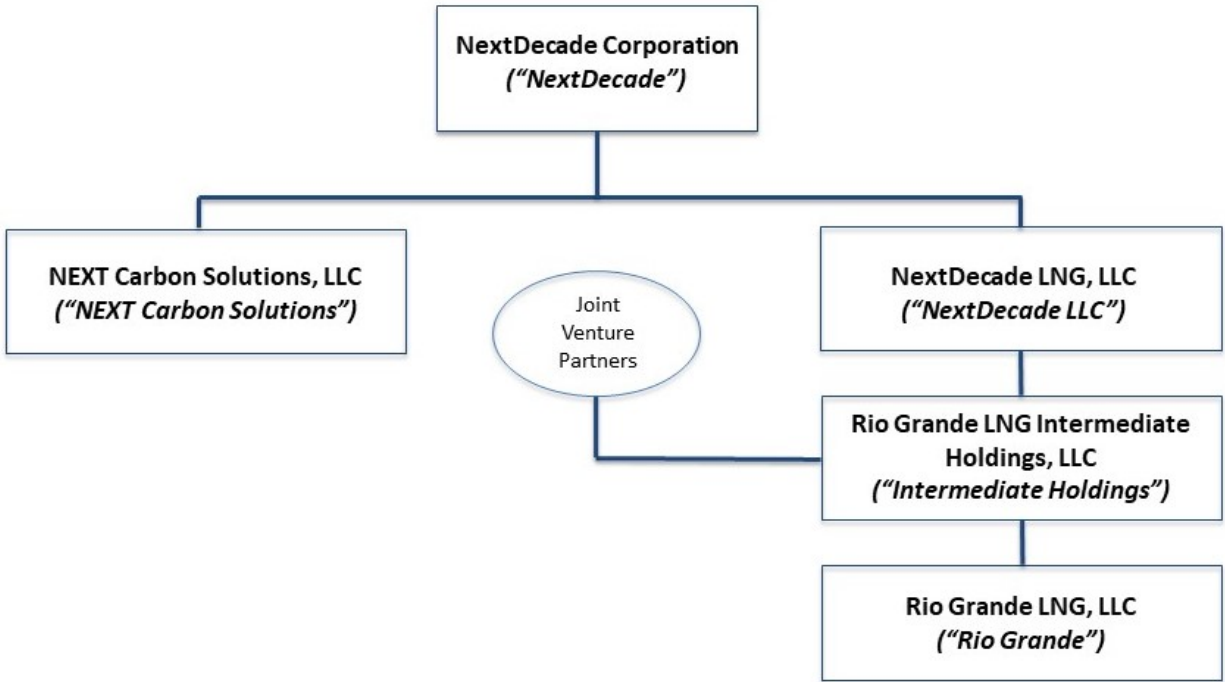 NextDecade Corporation
(“NextDecade”)
NEXT Carbon Solutions, LLC
(“NEXT Carbon Solutions”)
NextDecade LNG, LLC
(“NextDecade LLC”)
Joint
Venture
Partners
Rio Grande LNG Intermediate
Holdings, LLC
(“Intermediate Holdings”)
Rio Grande LNG, LLC
(“Rio Grande”)